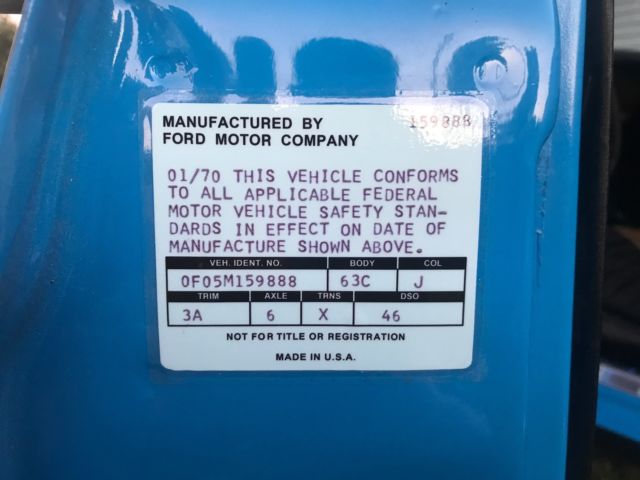 MANUFACTURED BY 159888
FORD MOTOR COMPANY
01/70 THIS VEHICLE CONFORMS
TO ALL APPLICABLE FEDERAL
MOTOR VEHICLE SAFETY STAN-
DARDS IN EFFECT ON DATE OF
MANUFACTURE SHOWN ABOVE.
VEH. IDENT. NO. BODY COL
0F05M159888 63C J
TRIM AXLE TRNS DSO
3A 6 X 46
NOT FOR TITLE OR REGISTRATION
MADE IN U.S.A.